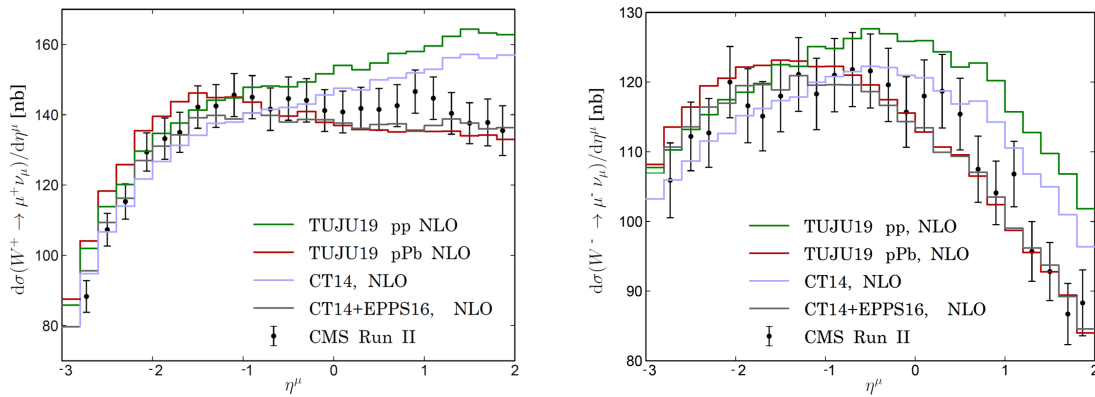 160
140
120
100
80
dσ(W⁺ → μ⁺ν_μ)/dη^μ [nb]
TUJU19 pp NLO
TUJU19 pPb NLO
CT14, NLO
CT14+EPPS16, NLO
CMS Run II
-3 -2 -1 0 1 2
η^μ
130
120
110
100
90
80
dσ(W⁻ → μ⁻ν_μ)/dη^μ [nb]
TUJU19 pp, NLO
TUJU19 pPb, NLO
CT14, NLO
CT14+EPPS16, NLO
CMS Run II
-3 -2 -1 0 1 2
η^μ